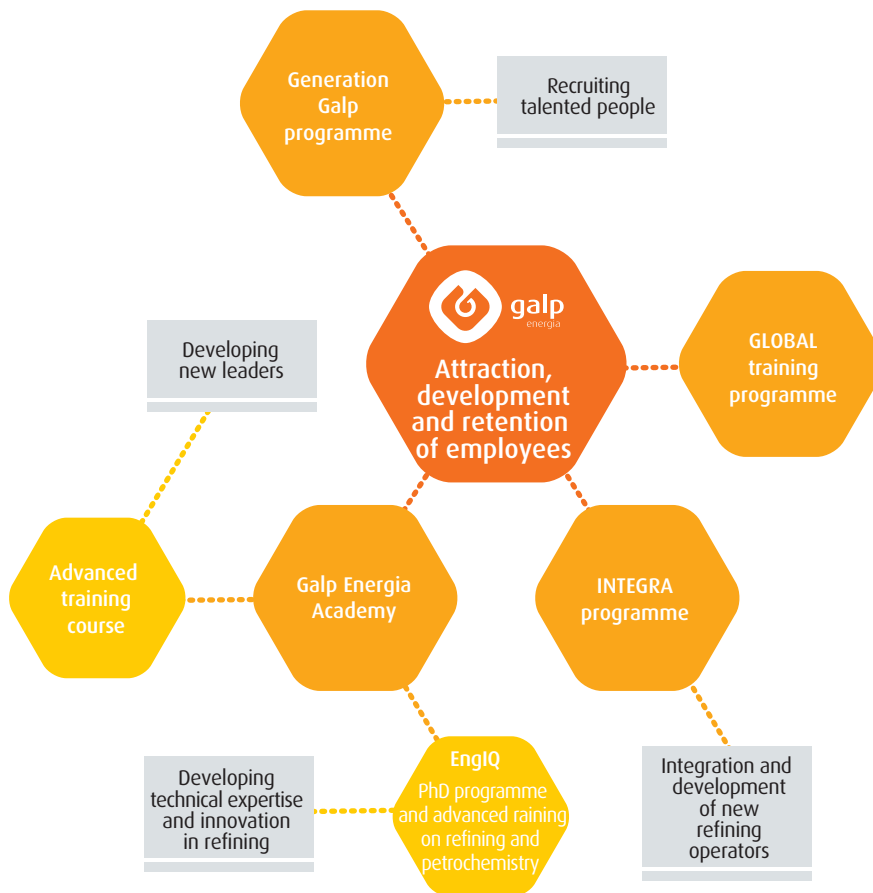 Generation
Galp
programme
Recruiting
talented people
galp
energia
Attraction,
development
and retention
of employees
GLOBAL
training
programme
Developing
new leaders
Advanced
training
course
Galp Energia
Academy
INTEGRA
programme
EngIQ
PhD programme
and advanced raining
on refining and
petrochemistry
Developing
technical expertise
and innovation
in refining
Integration and
development
of new
refining
operators